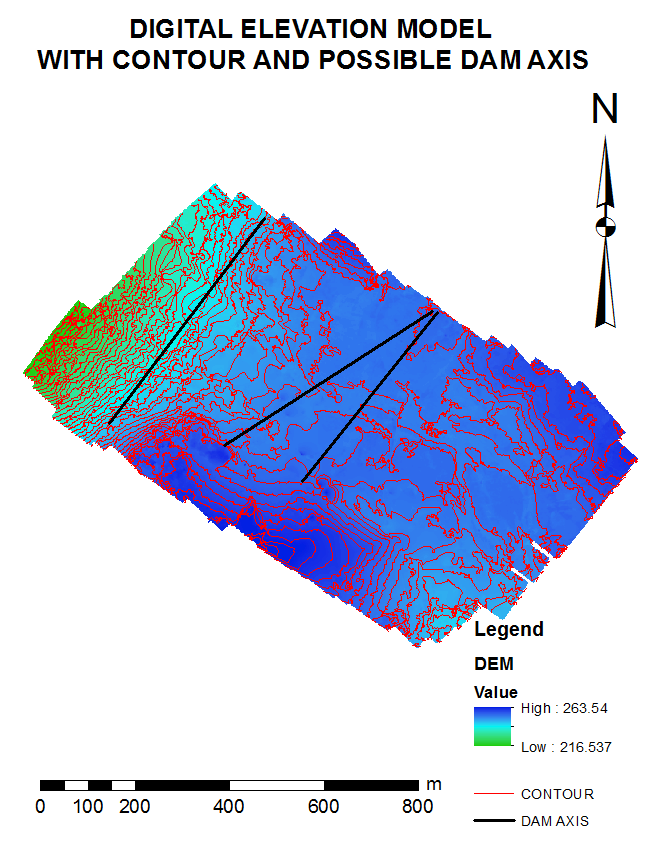 DIGITAL ELEVATION MODEL
WITH CONTOUR AND POSSIBLE DAM AXIS
N
Legend
DEM
Value
High : 263.54
Low : 216.537
CONTOUR
DAM AXIS
m
0 100 200 400 600 800